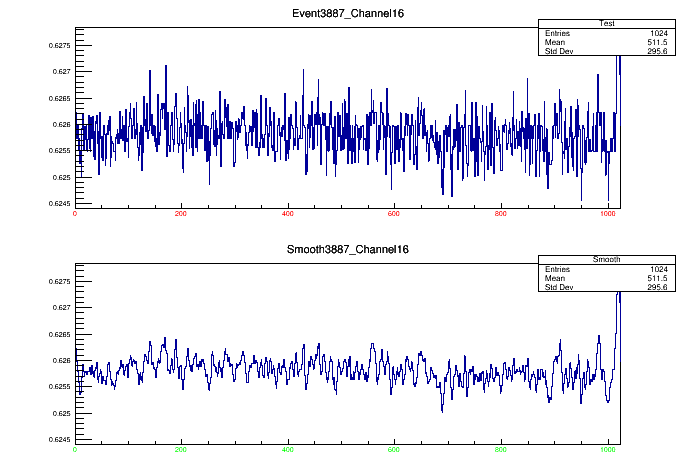 Event3887_Channel16
Test
Entries 1024
Mean 511.5
Std Dev 295.6
0.6275
0.627
0.6265
0.626
0.6255
0.625
0.6245
0 200 400 600 800 1000
Smooth3887_Channel16
Smooth
Entries 1024
Mean 511.5
Std Dev 295.6
0.6275
0.627
0.6265
0.626
0.6255
0.625
0.6245
0 200 400 600 800 1000